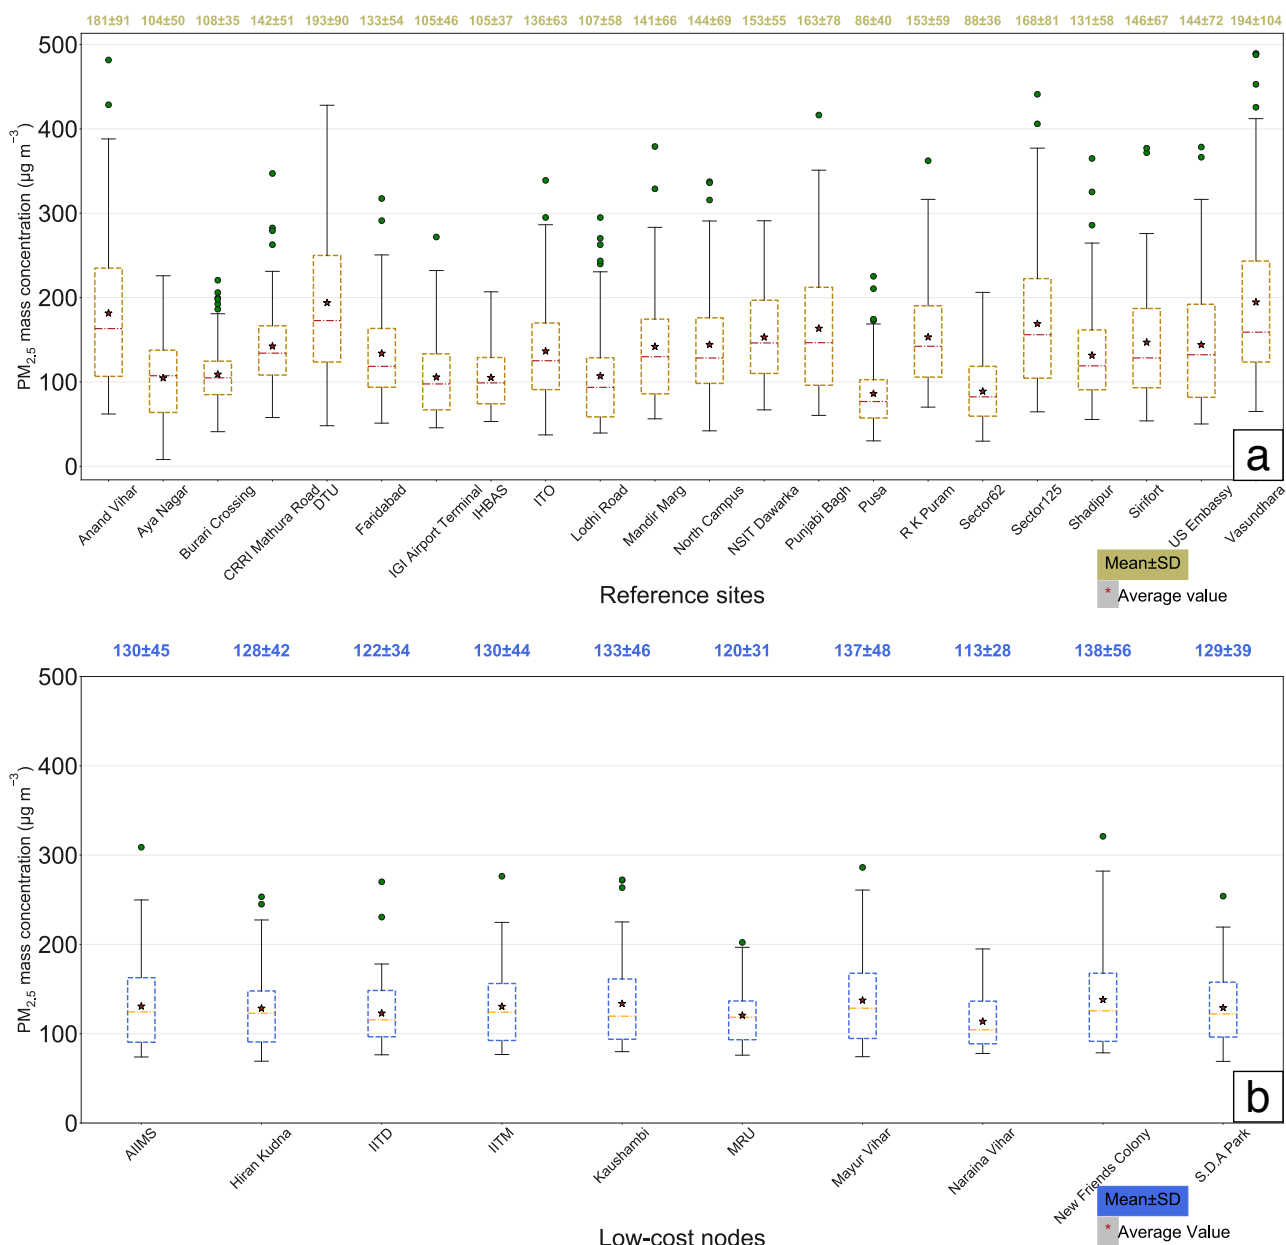 181±91 104±50 108±35 142±51 193±90 133±54 105±46 105±37 136±63 107±58 141±66 144±69 153±55 163±78 86±40 153±59 88±36 168±81 131±58 146±67 144±72 194±104
500
400
300
200
100
0
PM2.5 mass concentration (µg m−3)
a
Anand Vihar
Aya Nagar
Burari Crossing
CRRI Mathura Road
DTU
Faridabad
IGI Airport Terminal
IHBAS
ITO
Lodhi Road
Mandir Marg
North Campus
NSIT Dawarka
Punjabi Bagh
Pusa
R K Puram
Sector62
Sector125
Shadipur
Sirifort
US Embassy
Vasundhara
Reference sites
Mean±SD
* Average value
130±45 128±42 122±34 130±44 133±46 120±31 137±48 113±28 138±56 129±39
500
400
300
200
100
0
PM2.5 mass concentration (µg m−3)
b
AIIMS
Hiran Kudna
IITD
IITM
Kaushambi
MRU
Mayur Vihar
Naraina Vihar
New Friends Colony
S.D.A Park
Low-cost nodes
Mean±SD
* Average Value